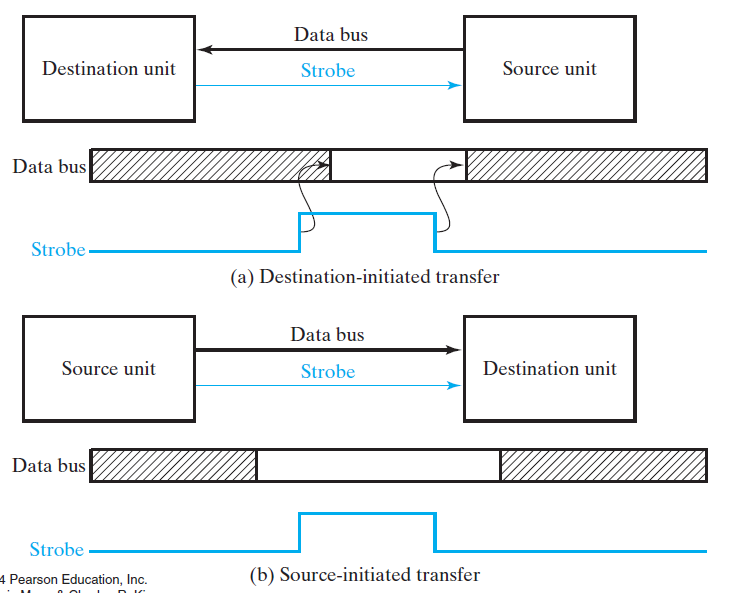 Data bus
Destination unit
Strobe
Source unit
Data bus
Strobe
(a) Destination-initiated transfer
Data bus
Source unit
Strobe
Destination unit
Data bus
Strobe
4 Pearson Education, Inc.
(b) Source-initiated transfer